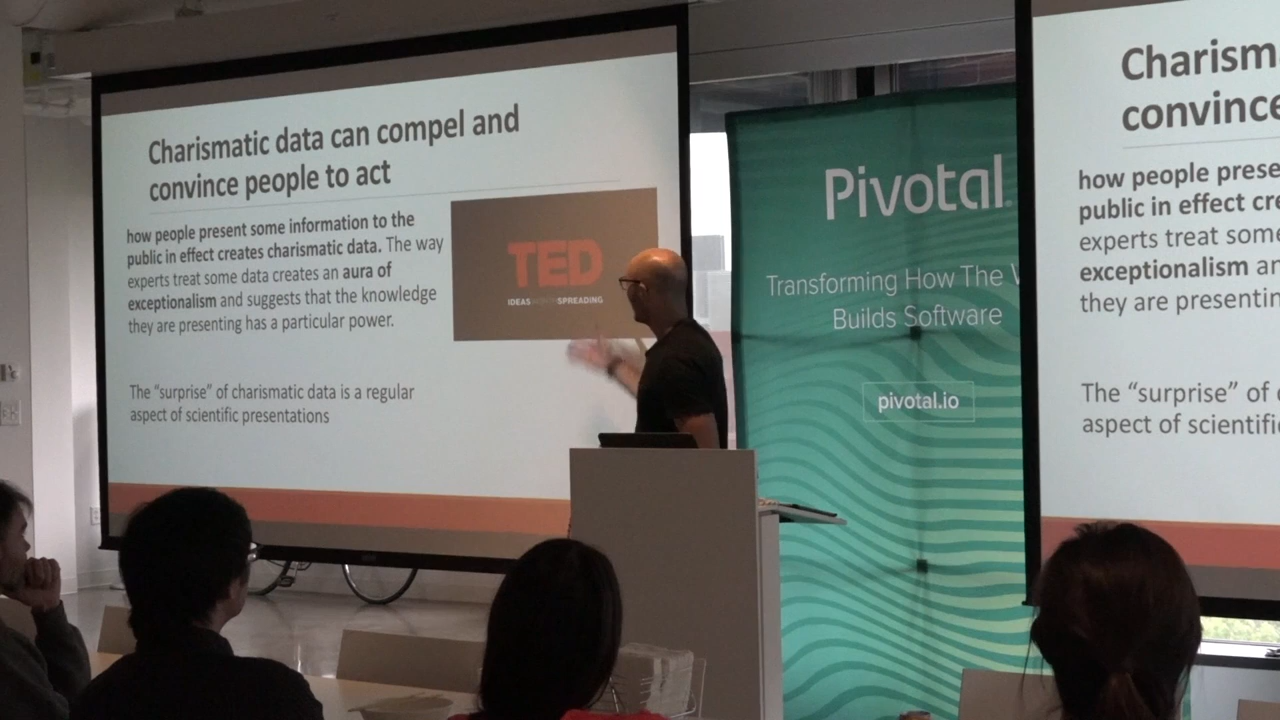 Charismatic data can compel and
convince people to act
how people present some information to the
public in effect creates charismatic data. The way
experts treat some data creates an aura of
exceptionalism and suggests that the knowledge
they are presenting has a particular power.
The “surprise” of charismatic data is a regular
aspect of scientific presentations
TED
IDEAS WORTH SPREADING
Pivotal
Transforming How The
Builds Software
pivotal.io
Charism
convince
how people prese
public in effect cre
experts treat some
exceptionalism an
they are presentin
The “surprise” of
aspect of scientifi